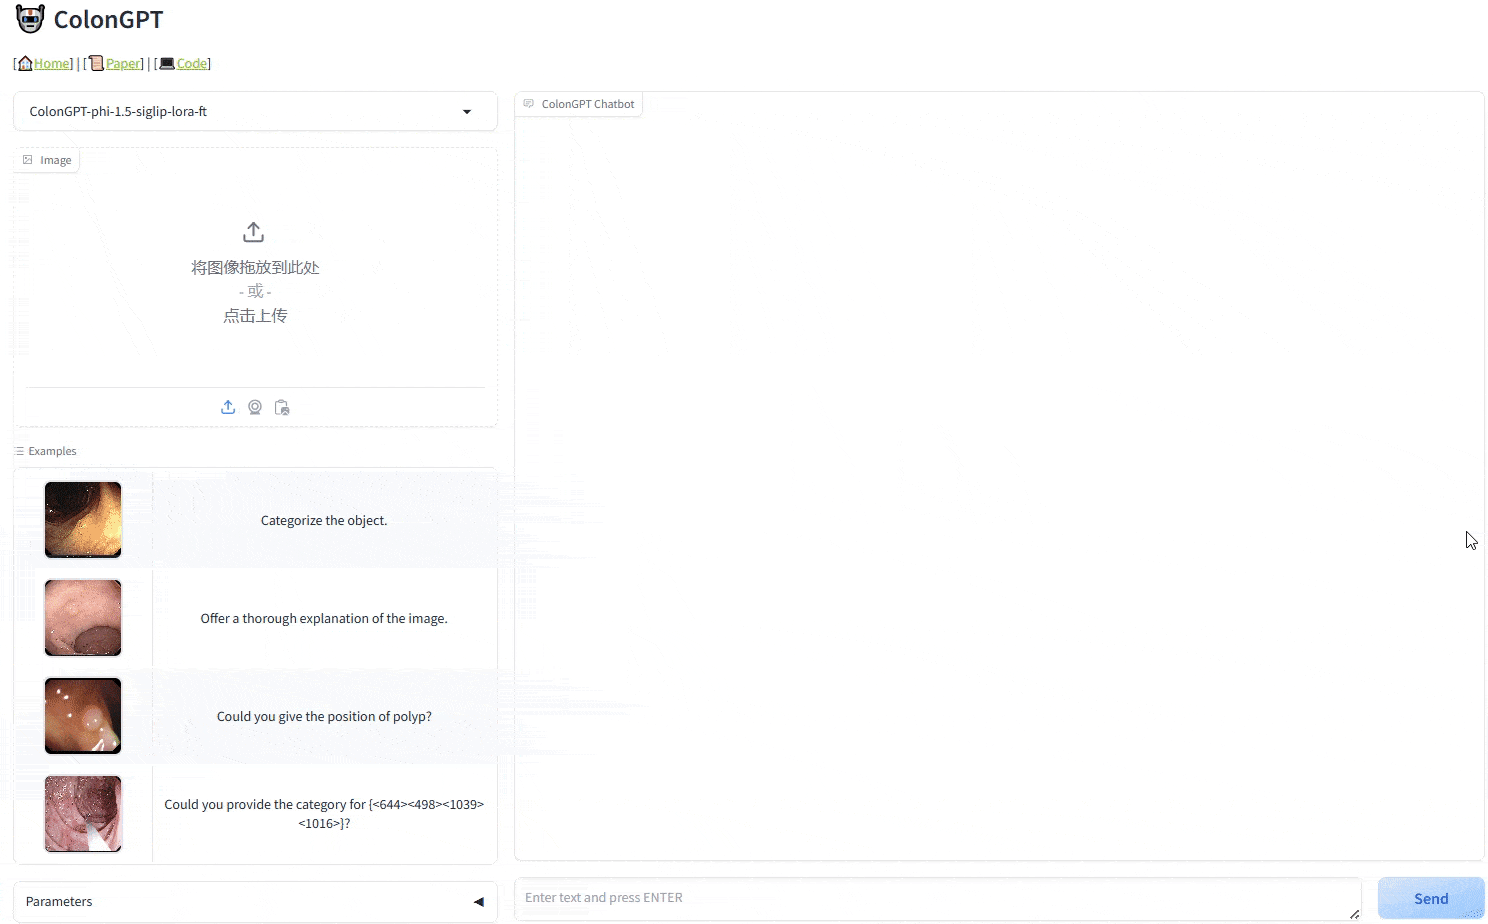 ColonGPT
[🏠Home] | [📜Paper] | [💻Code]
ColonGPT-phi-1.5-siglip-lora-ft
Image
将图像拖放到此处
- 或 -
点击上传
Examples
Categorize the object.
Offer a thorough explanation of the image.
Could you give the position of polyp?
Could you provide the category for {<644><498><1039>
<1016>}?
Parameters
ColonGPT Chatbot
Enter text and press ENTER
Send